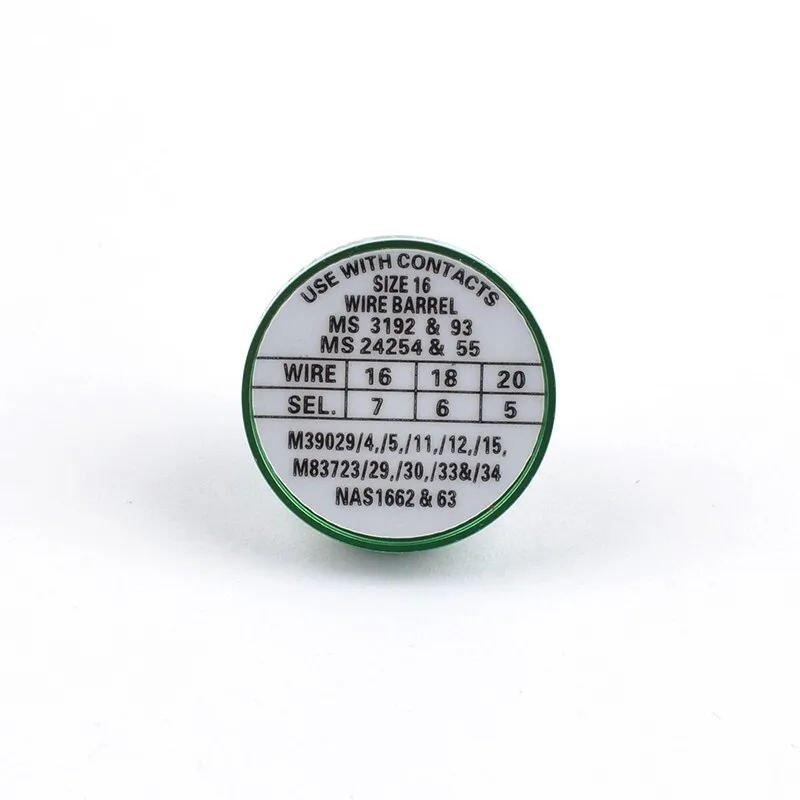 USE WITH CONTACTS
SIZE 16
WIRE BARREL
MS 3192 & 93
MS 24254 & 55
WIRE 16 18 20
SEL. 7 6 5
M39029/4,/5,/11,/12,/15,
M83723/29,/30,/33&/34
NAS1662 & 63